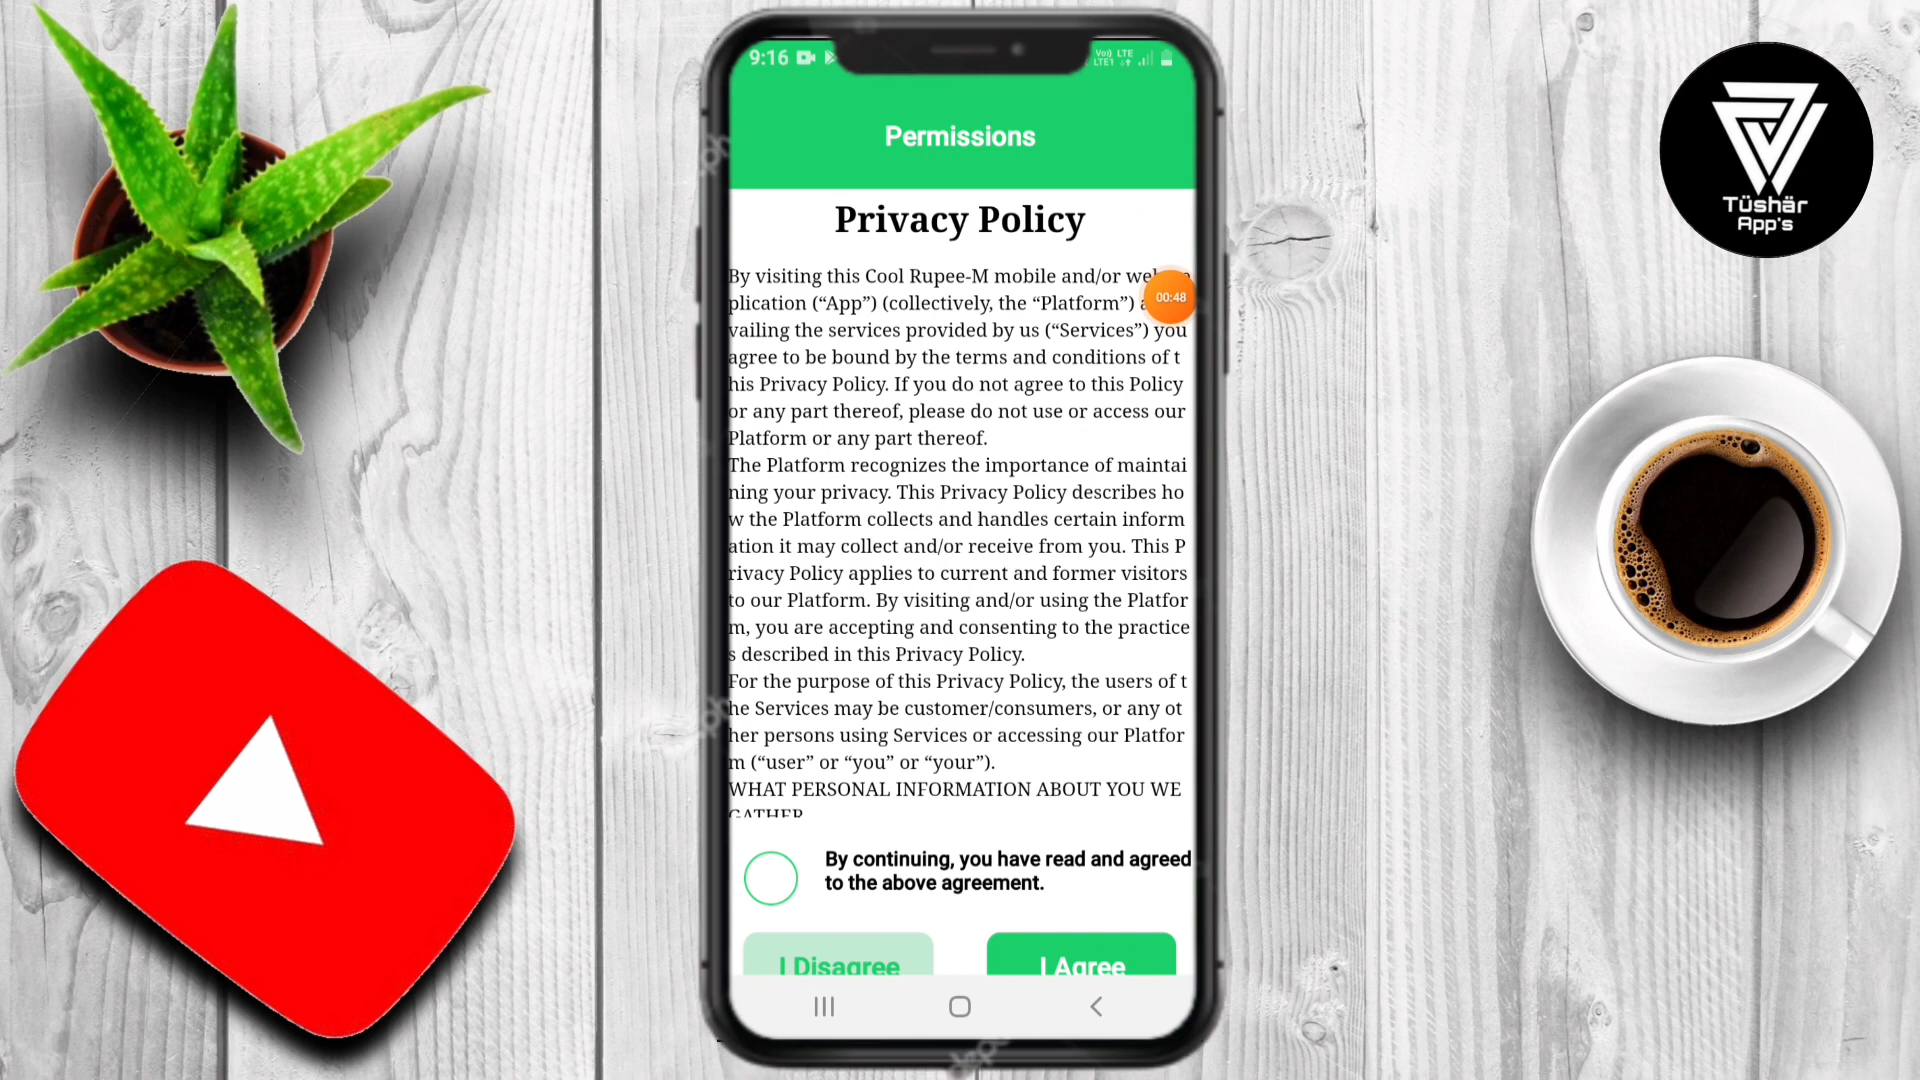 9:16
Vo) LTE
LTE1
Permissions
Privacy Policy
By visiting this Cool Rupee-M mobile and/or
plication (“App”) (collectively, the “Platform”)
00:48
vailing the services provided by us (“Services”) you
agree to be bound by the terms and conditions of t
his Privacy Policy. If you do not agree to this Policy
or any part thereof, please do not use or access our
Platform or any part thereof.
The Platform recognizes the importance of maintai
ning your privacy. This Privacy Policy describes ho
w the Platform collects and handles certain inform
ation it may collect and/or receive from you. This P
rivacy Policy applies to current and former visitors
to our Platform. By visiting and/or using the Platfor
m, you are accepting and consenting to the practice
s described in this Privacy Policy.
For the purpose of this Privacy Policy, the users of t
he Services may be customer/consumers, or any ot
her persons using Services or accessing our Platfor
m (“user” or “you” or “your”).
WHAT PERSONAL INFORMATION ABOUT YOU WE
GATHER
By continuing, you have read and agreed
to the above agreement.
I Disagree
I Agree
Tüshär
App's